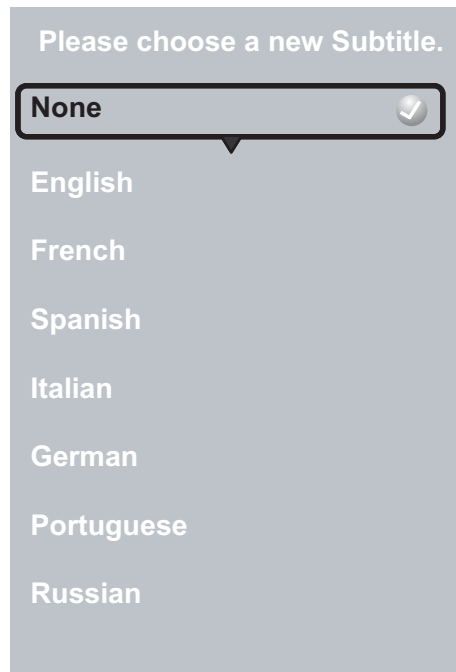 Please choose a new Subtitle.
None
English
French
Spanish
Italian
German
Portuguese
Russian